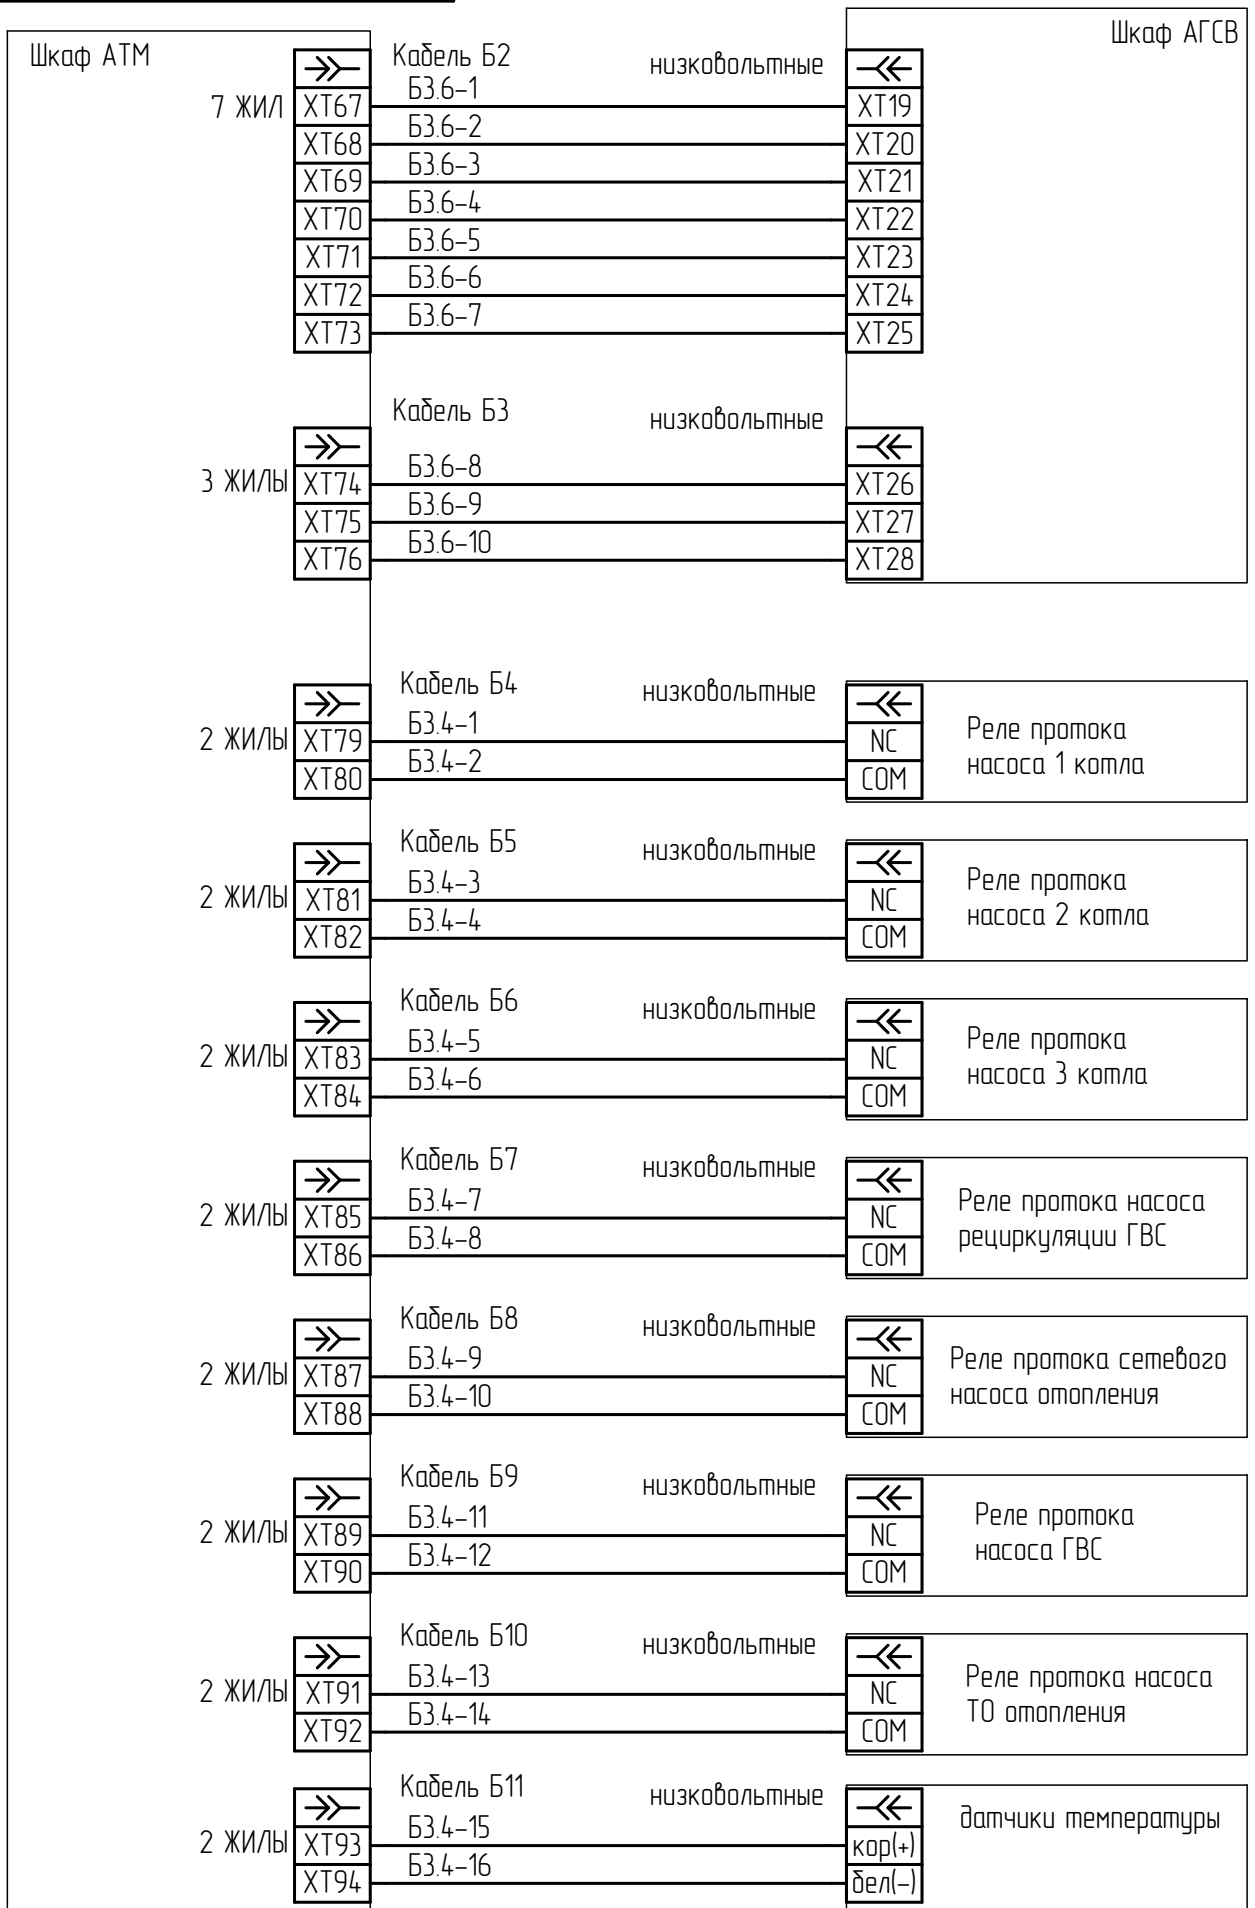 Шкаф АТМ
Шкаф АГСВ
Кабель Б2
низковольтные
7 ЖИЛ
XT67
Б3.6-1
XT19
XT68
Б3.6-2
XT20
XT69
Б3.6-3
XT21
XT70
Б3.6-4
XT22
XT71
Б3.6-5
XT23
XT72
Б3.6-6
XT24
XT73
Б3.6-7
XT25
Кабель Б3
низковольтные
3 ЖИЛЫ
XT74
Б3.6-8
XT26
XT75
Б3.6-9
XT27
XT76
Б3.6-10
XT28
Кабель Б4
низковольтные
2 ЖИЛЫ
XT79
Б3.4-1
NC
XT80
Б3.4-2
COM
Реле протока
насоса 1 котла
Кабель Б5
низковольтные
2 ЖИЛЫ
XT81
Б3.4-3
NC
XT82
Б3.4-4
COM
Реле протока
насоса 2 котла
Кабель Б6
низковольтные
2 ЖИЛЫ
XT83
Б3.4-5
NC
XT84
Б3.4-6
COM
Реле протока
насоса 3 котла
Кабель Б7
низковольтные
2 ЖИЛЫ
XT85
Б3.4-7
NC
XT86
Б3.4-8
COM
Реле протока насоса
рециркуляции ГВС
Кабель Б8
низковольтные
2 ЖИЛЫ
XT87
Б3.4-9
NC
XT88
Б3.4-10
COM
Реле протока сетевого
насоса отопления
Кабель Б9
низковольтные
2 ЖИЛЫ
XT89
Б3.4-11
NC
XT90
Б3.4-12
COM
Реле протока
насоса ГВС
Кабель Б10
низковольтные
2 ЖИЛЫ
XT91
Б3.4-13
NC
XT92
Б3.4-14
COM
Реле протока насоса
ТО отопления
Кабель Б11
низковольтные
2 ЖИЛЫ
XT93
Б3.4-15
кор(+)
XT94
Б3.4-16
бел(-)
датчики температуры